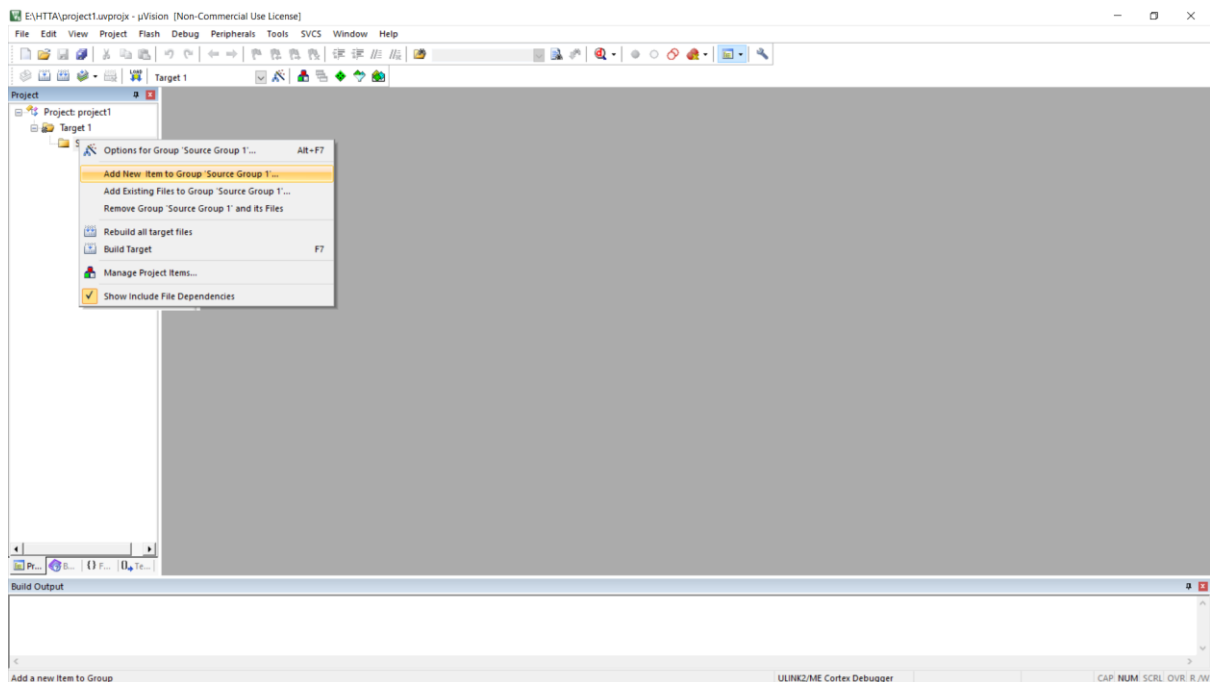 E:\HTTA\project1.uvprojx - µVision [Non-Commercial Use License]
File Edit View Project Flash Debug Peripherals Tools SVCS Window Help
LOAD
Target 1
Project
Project: project1
Target 1
S
Options for Group 'Source Group 1'... Alt+F7
Add New Item to Group 'Source Group 1'...
Add Existing Files to Group 'Source Group 1'...
Remove Group 'Source Group 1' and its Files
Rebuild all target files
Build Target F7
Manage Project Items...
Show Include File Dependencies
Pr... B... {} F... 0 Te...
Build Output
Add a new Item to Group ULINK2/ME Cortex Debugger CAP NUM SCRL OVR R/W